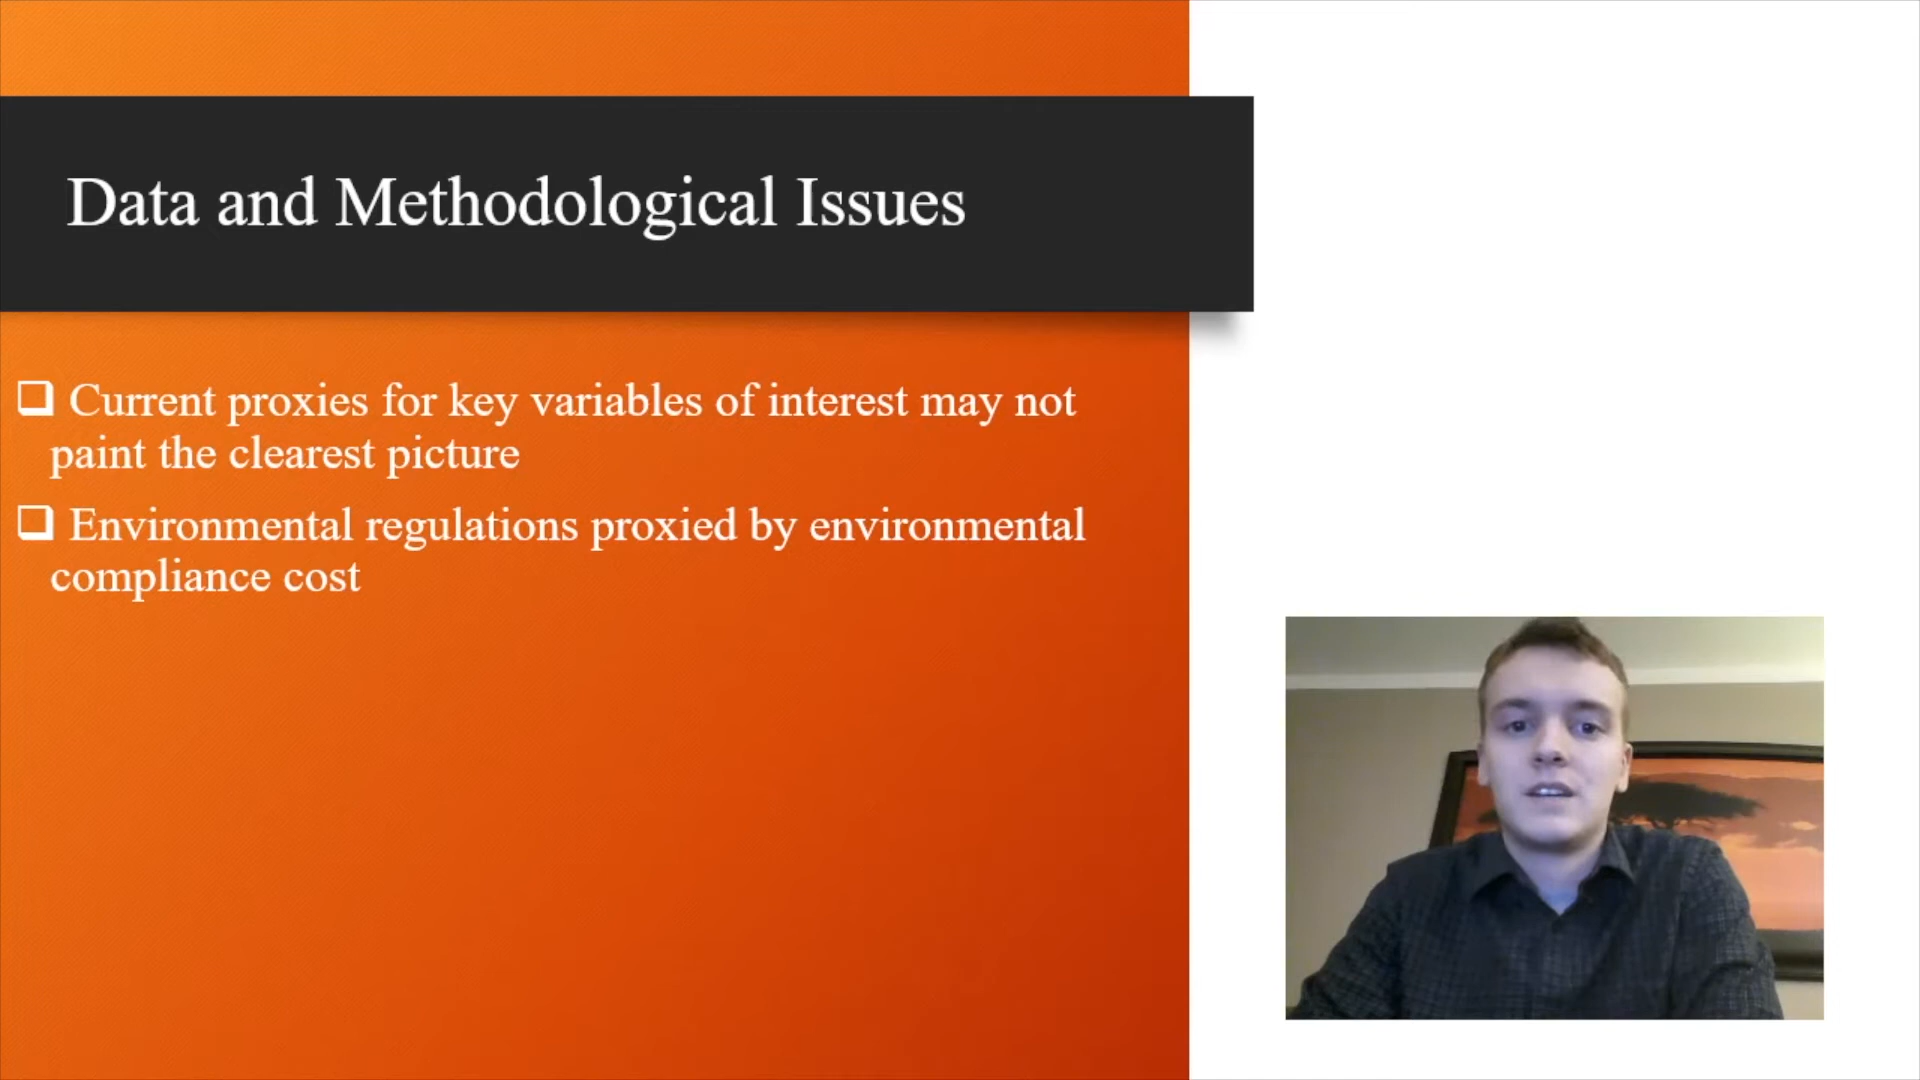 Data and Methodological Issues
Current proxies for key variables of interest may not
paint the clearest picture
Environmental regulations proxied by environmental
compliance cost